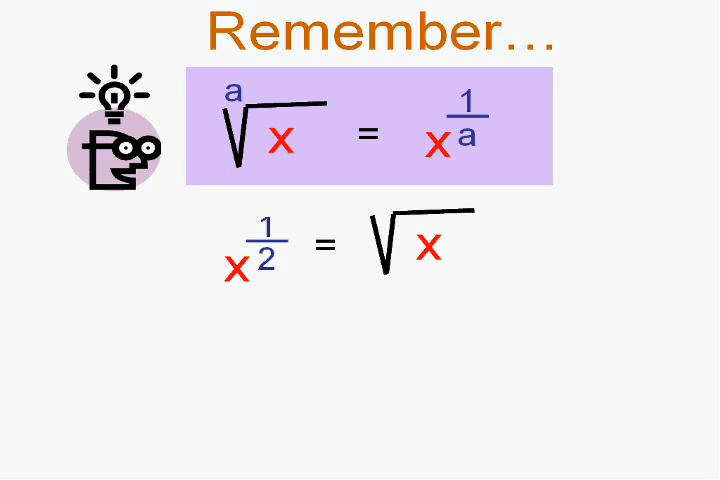 Remember…
ᵃ√x = x^(1/a)
x^(1/2) = √x